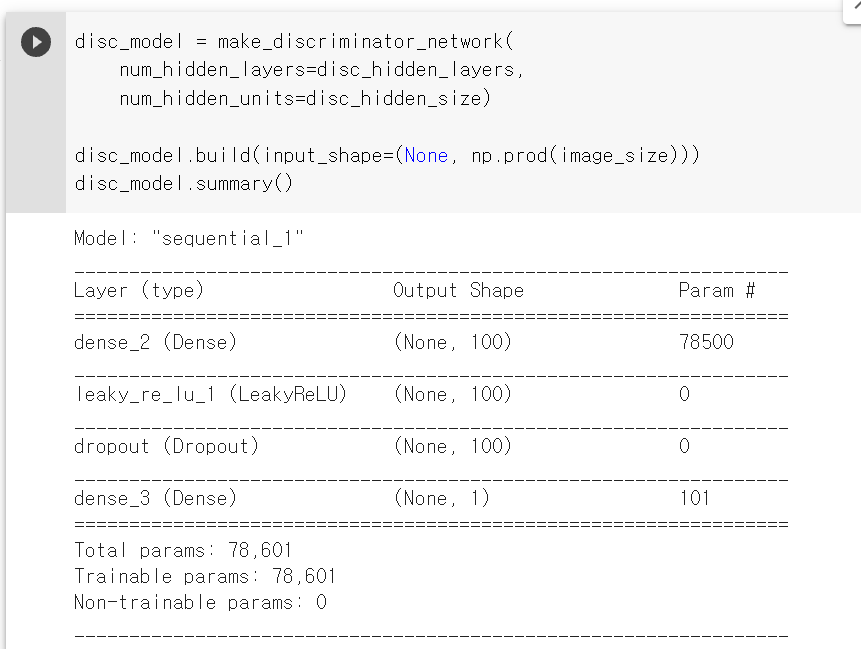 disc_model = make_discriminator_network(
    num_hidden_layers=disc_hidden_layers,
    num_hidden_units=disc_hidden_size)

disc_model.build(input_shape=(None, np.prod(image_size)))
disc_model.summary()

Model: "sequential_1"
_________________________________________________________________
Layer (type)                 Output Shape              Param #
=================================================================
dense_2 (Dense)              (None, 100)               78500
_________________________________________________________________
leaky_re_lu_1 (LeakyReLU)    (None, 100)               0
_________________________________________________________________
dropout (Dropout)            (None, 100)               0
_________________________________________________________________
dense_3 (Dense)              (None, 1)                 101
=================================================================
Total params: 78,601
Trainable params: 78,601
Non-trainable params: 0
_________________________________________________________________